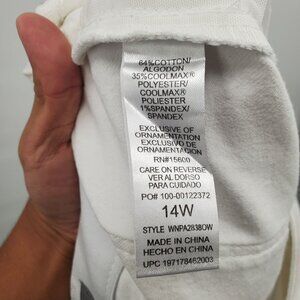 64%COTTON/
ALGODON
35%COOLMAX®
POLYESTER/
COOLMAX®
POLIESTER
1%SPANDEX/
SPANDEX
EXCLUSIVE OF
ORNAMENTATION
EXCLUSIVO DE
ORNAMENTACION
RN#15600
CARE ON REVERSE
VER AL DORSO
PARA CUIDADO
PO# 100-00122372
14W
STYLE WNPA2838OW
MADE IN CHINA
HECHO EN CHINA
UPC 197178462003